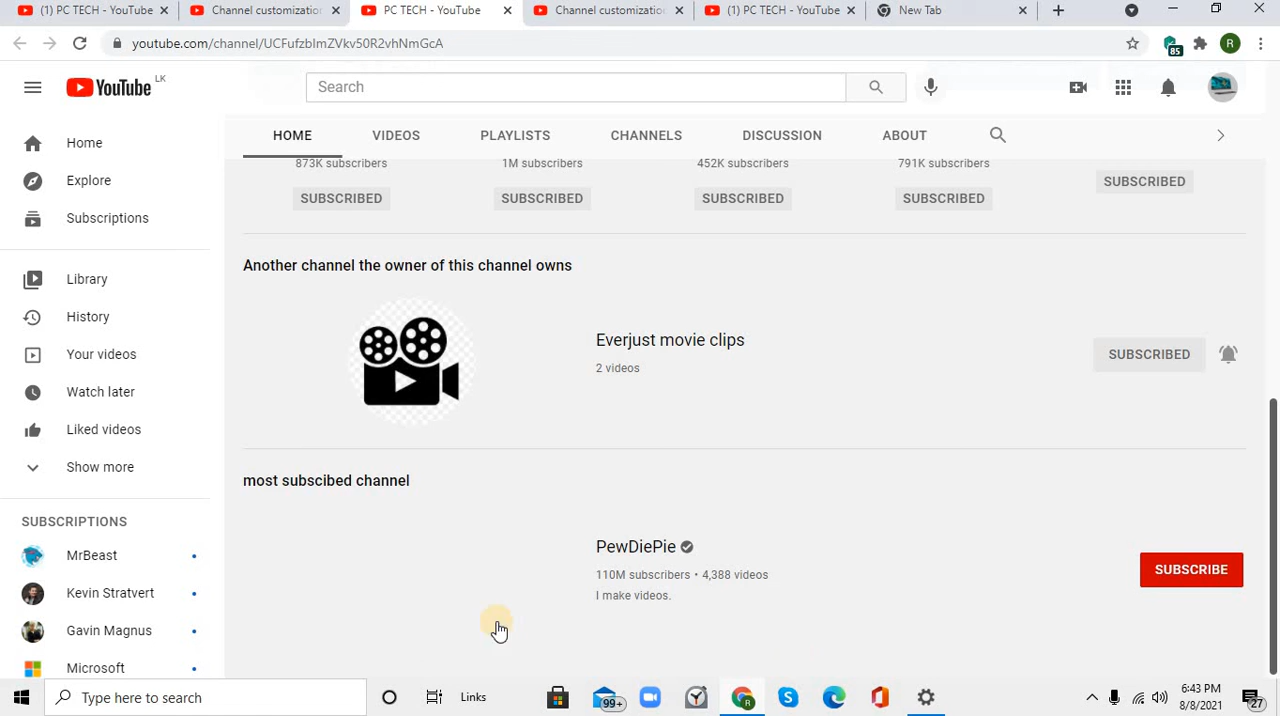 (1) PC TECH - YouTube
Channel customizatio
PC TECH - YouTube
Channel customizatio
(1) PC TECH - YouTube
New Tab
youtube.com/channel/UCFufzbImZVkv50R2vhNmGcA
85
R
YouTube LK
Search
HOME
VIDEOS
PLAYLISTS
CHANNELS
DISCUSSION
ABOUT
Home
Explore
Subscriptions
Library
History
Your videos
Watch later
Liked videos
Show more
SUBSCRIPTIONS
MrBeast
Kevin Stratvert
Gavin Magnus
Microsoft
873K subscribers
1M subscribers
452K subscribers
791K subscribers
SUBSCRIBED
SUBSCRIBED
SUBSCRIBED
SUBSCRIBED
SUBSCRIBED
Another channel the owner of this channel owns
Everjust movie clips
2 videos
SUBSCRIBED
most subscibed channel
PewDiePie
110M subscribers • 4,388 videos
I make videos.
SUBSCRIBE
Type here to search
Links
99+
R
6:43 PM
8/8/2021
27